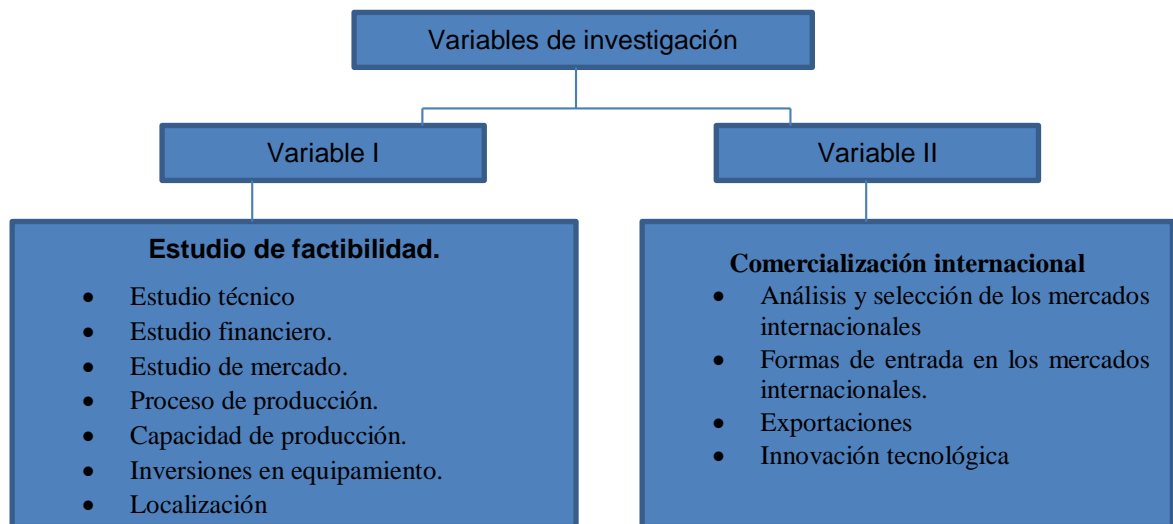 Variables de investigación
Variable I
Variable II
Estudio de factibilidad.
• Estudio técnico
• Estudio financiero.
• Estudio de mercado.
• Proceso de producción.
• Capacidad de producción.
• Inversiones en equipamiento.
• Localización
Comercialización internacional
• Análisis y selección de los mercados
internacionales
• Formas de entrada en los mercados
internacionales.
• Exportaciones
• Innovación tecnológica